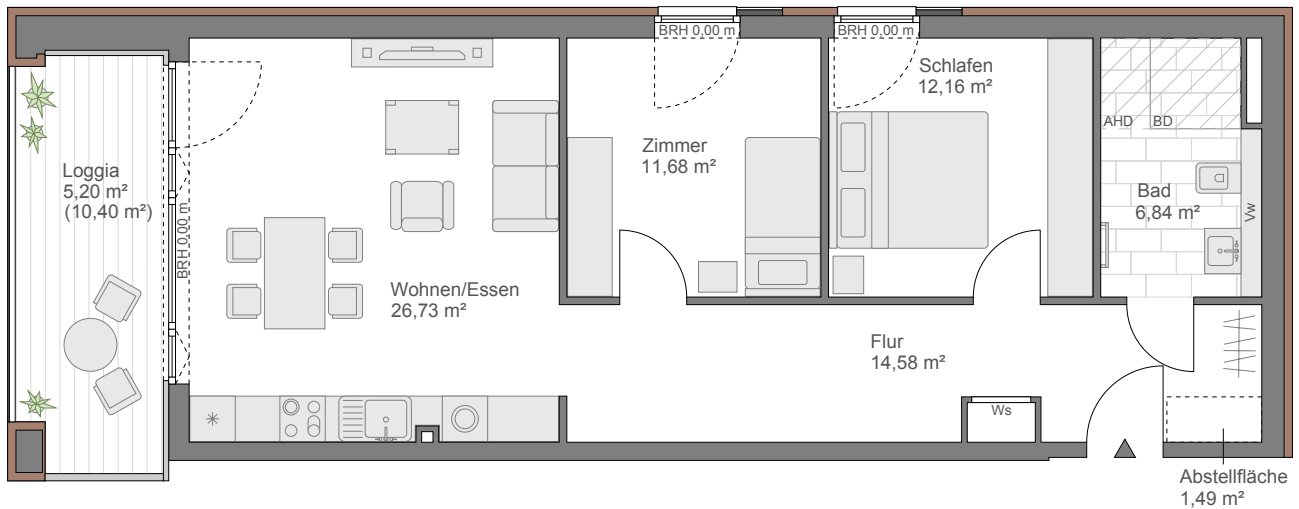 BRH 0,00 m
BRH 0,00 m
Schlafen
12,16 m²
AHD
BD
Zimmer
11,68 m²
Loggia
5,20 m²
(10,40 m²)
Bad
6,84 m²
Vw
BRH 0,00 m
Wohnen/Essen
26,73 m²
Flur
14,58 m²
Ws
Abstellfläche
1,49 m²